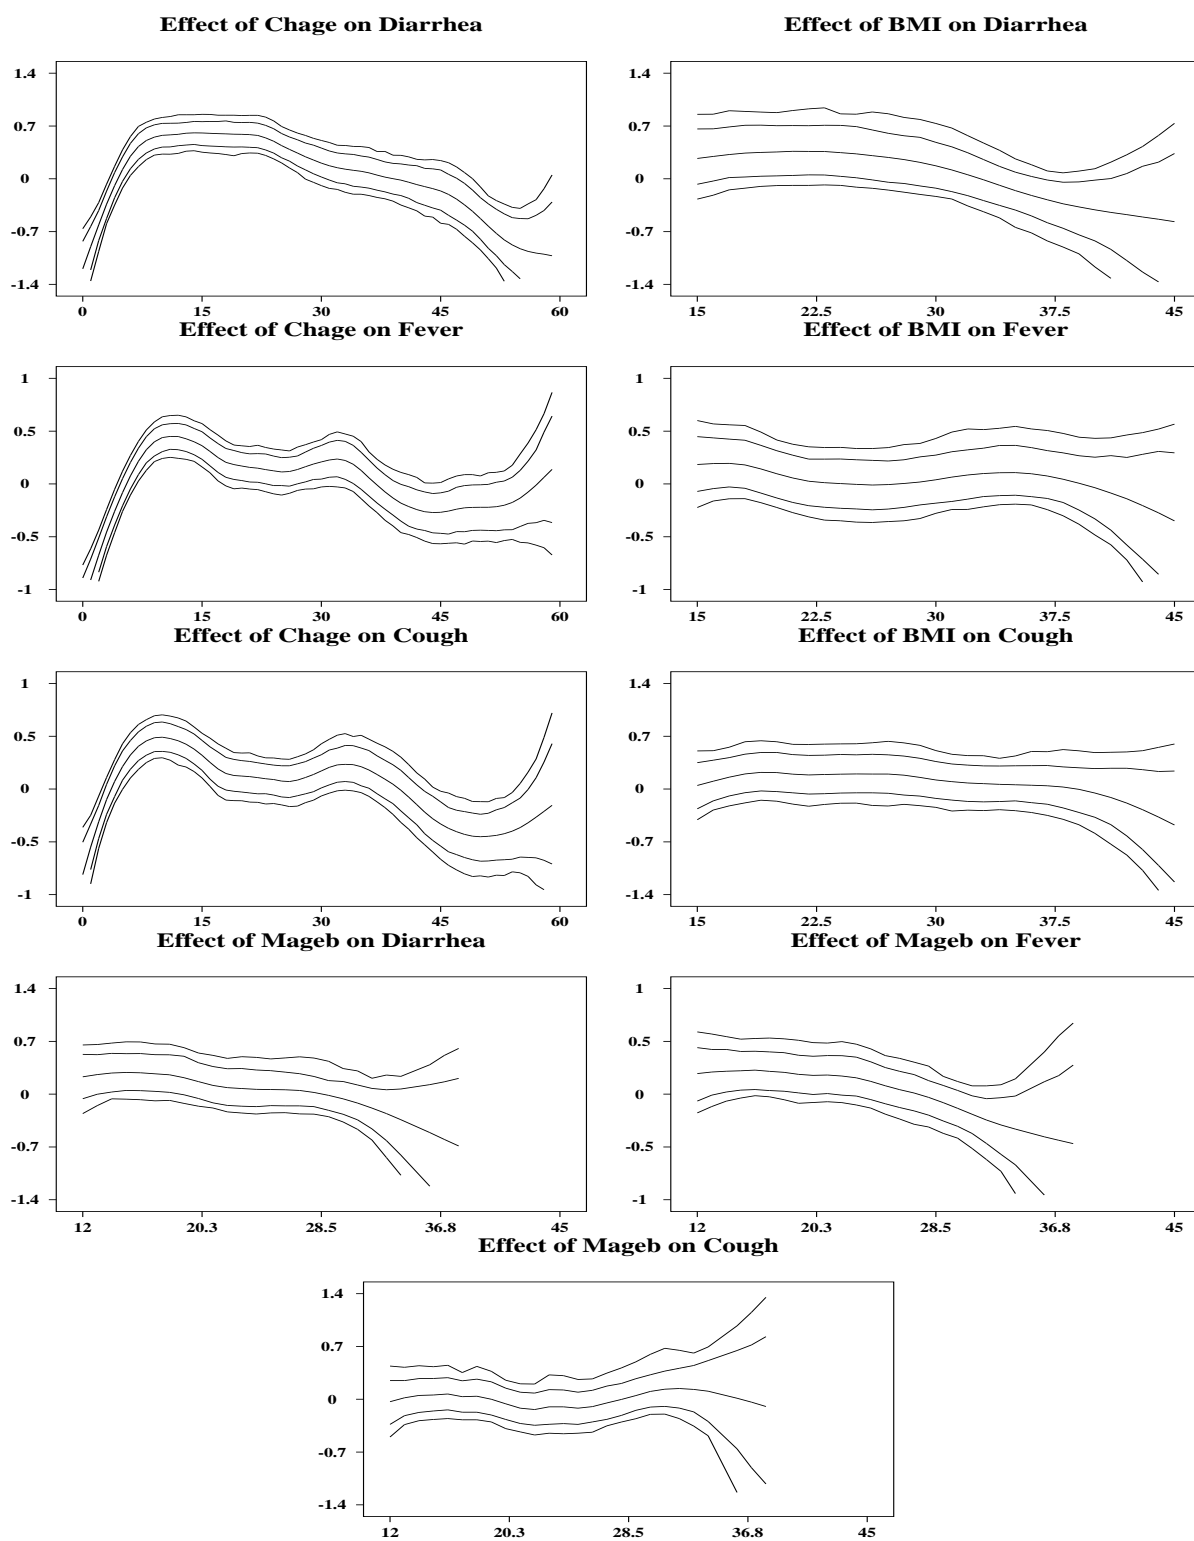 Effect of Chage on Diarrhea
1.4
0.7
0
-0.7
-1.4
0 15 30 45 60
Effect of BMI on Diarrhea
1.4
0.7
0
-0.7
-1.4
15 22.5 30 37.5 45
Effect of Chage on Fever
1
0.5
0
-0.5
-1
0 15 30 45 60
Effect of BMI on Fever
1
0.5
0
-0.5
-1
15 22.5 30 37.5 45
Effect of Chage on Cough
1
0.5
0
-0.5
-1
0 15 30 45 60
Effect of BMI on Cough
1.4
0.7
0
-0.7
-1.4
15 22.5 30 37.5 45
Effect of Mageb on Diarrhea
1.4
0.7
0
-0.7
-1.4
12 20.3 28.5 36.8 45
Effect of Mageb on Fever
1
0.5
0
-0.5
-1
12 20.3 28.5 36.8 45
Effect of Mageb on Cough
1.4
0.7
0
-0.7
-1.4
12 20.3 28.5 36.8 45